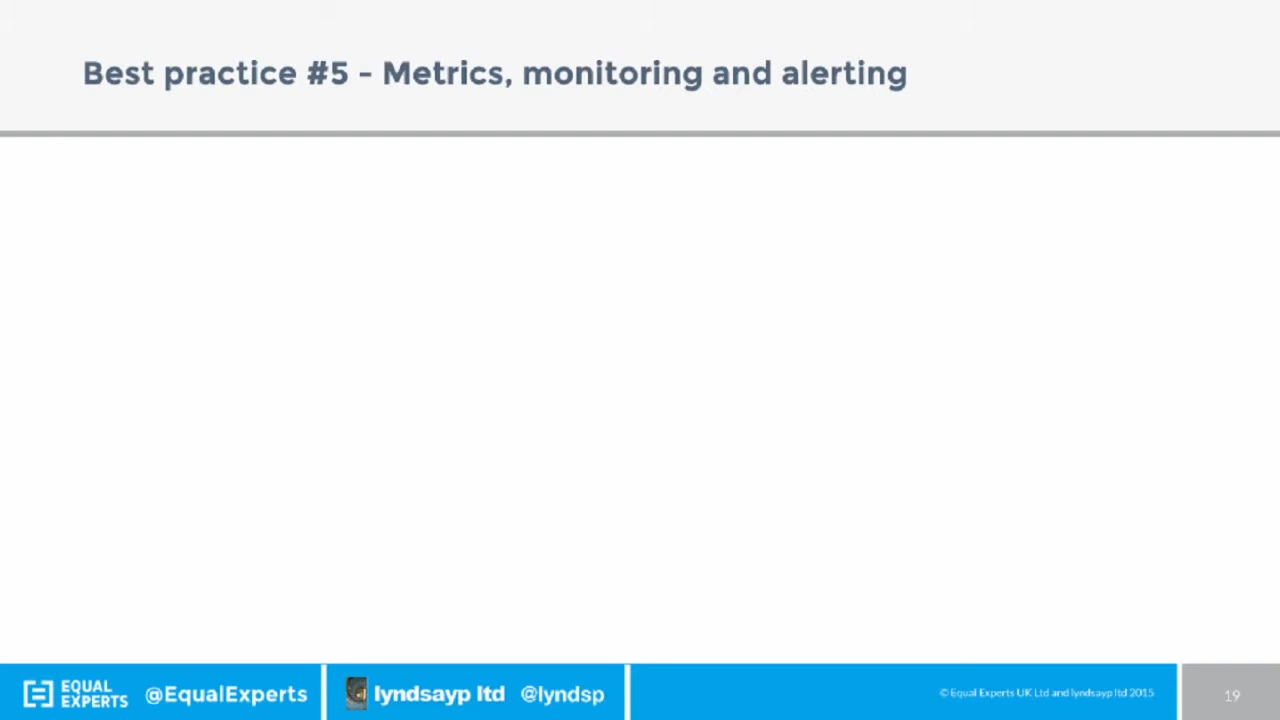 Best practice #5 - Metrics, monitoring and alerting
EQUAL
EXPERTS
@EqualExperts
lyndsayp ltd @lyndsp
© Equal Experts UK Ltd and lyndsayp ltd 2015
19